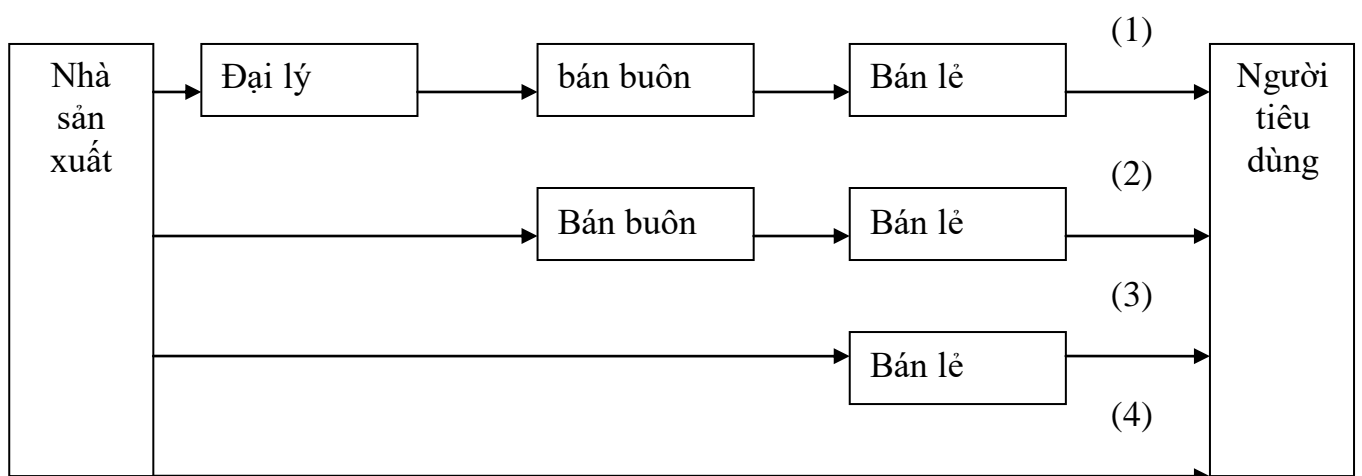 (1)
Nhà
sản
xuất
Đại lý
bán buôn
Bán lẻ
Người
tiêu
dùng
(2)
Bán buôn
Bán lẻ
(3)
Bán lẻ
(4)